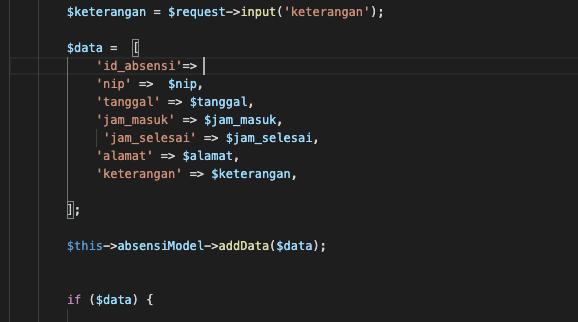 $keterangan = $request->input('keterangan');
$data =  [
'id_absensi'=>
'nip' =>  $nip,
'tanggal' => $tanggal,
'jam_masuk' => $jam_masuk,
'jam_selesai' => $jam_selesai,
'alamat' => $alamat,
'keterangan' => $keterangan,
];
$this->absensiModel->addData($data);
if ($data) {